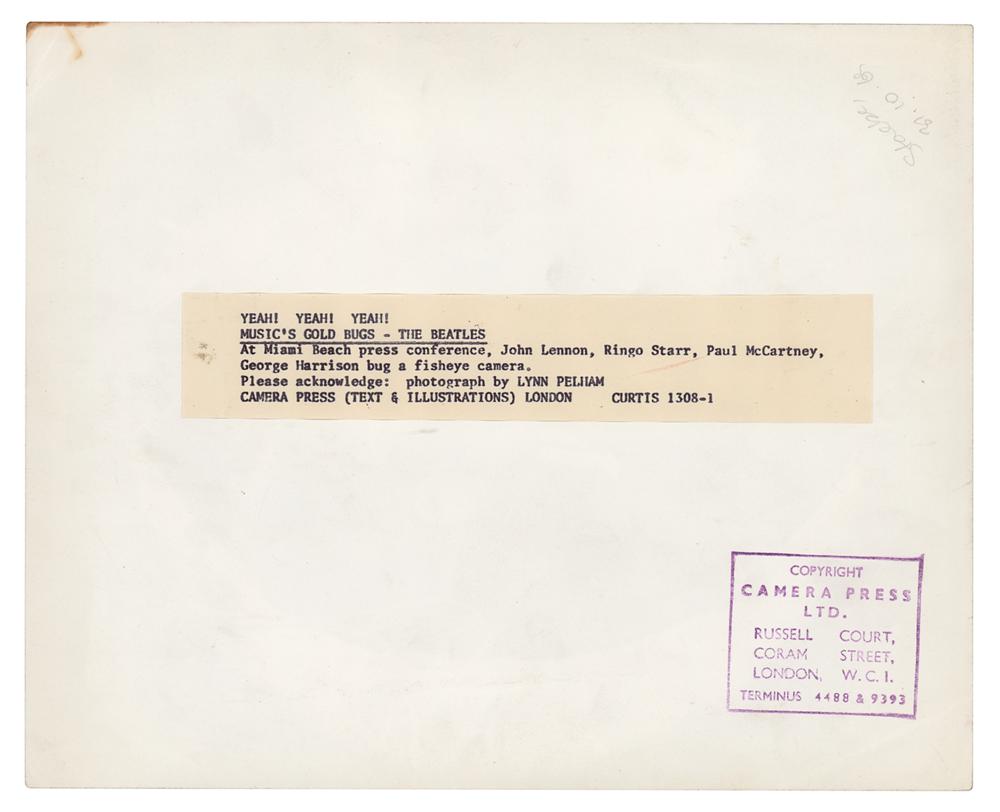 YEAH! YEAH! YEAH!
MUSIC'S GOLD BUGS - THE BEATLES
At Miami Beach press conference, John Lennon, Ringo Starr, Paul McCartney,
George Harrison bug a fisheye camera.
Please acknowledge: photograph by LYNN PELHAM
CAMERA PRESS (TEXT & ILLUSTRATIONS) LONDON CURTIS 1308-1
COPYRIGHT
CAMERA PRESS
LTD.
RUSSELL COURT,
CORAM STREET,
LONDON, W.C.I.
TERMINUS 4488 & 9393